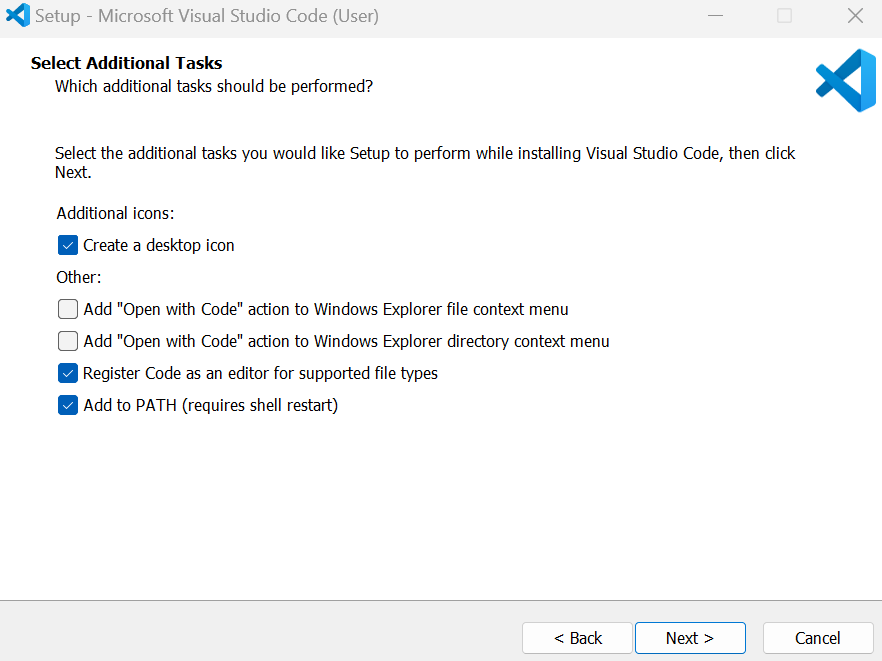 Setup - Microsoft Visual Studio Code (User)
Select Additional Tasks
Which additional tasks should be performed?
Select the additional tasks you would like Setup to perform while installing Visual Studio Code, then click
Next.
Additional icons:
Create a desktop icon
Other:
Add "Open with Code" action to Windows Explorer file context menu
Add "Open with Code" action to Windows Explorer directory context menu
Register Code as an editor for supported file types
Add to PATH (requires shell restart)
< Back Next > Cancel